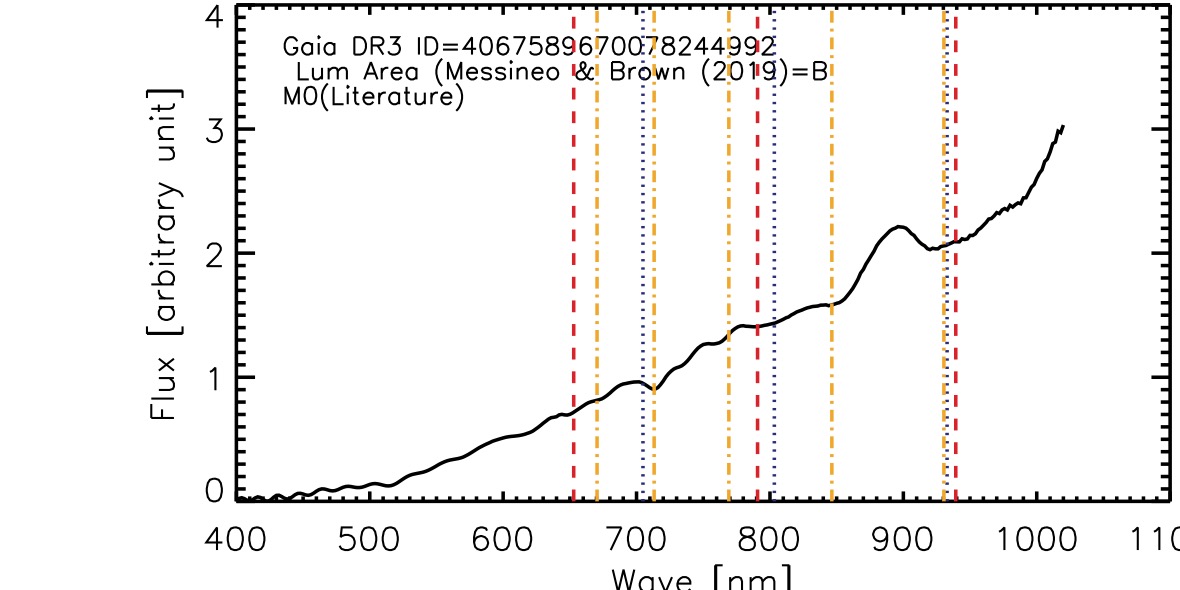 4
Gaia DR3 ID=4067589670078244992
Lum Area (Messineo & Brown (2019)=B
M0(Literature)
3
2
1
0
Flux [arbitrary unit]
400 500 600 700 800 900 1000 110
Wave [nm]